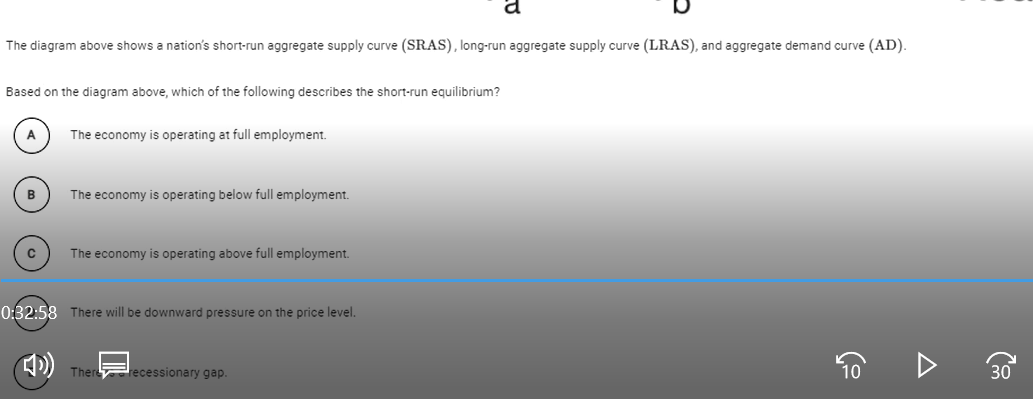 a b
The diagram above shows a nation's short-run aggregate supply curve (SRAS), long-run aggregate supply curve (LRAS), and aggregate demand curve (AD).
Based on the diagram above, which of the following describes the short-run equilibrium?
A The economy is operating at full employment.
B The economy is operating below full employment.
C The economy is operating above full employment.
0:32:58 There will be downward pressure on the price level.
recessionary gap.
10 30